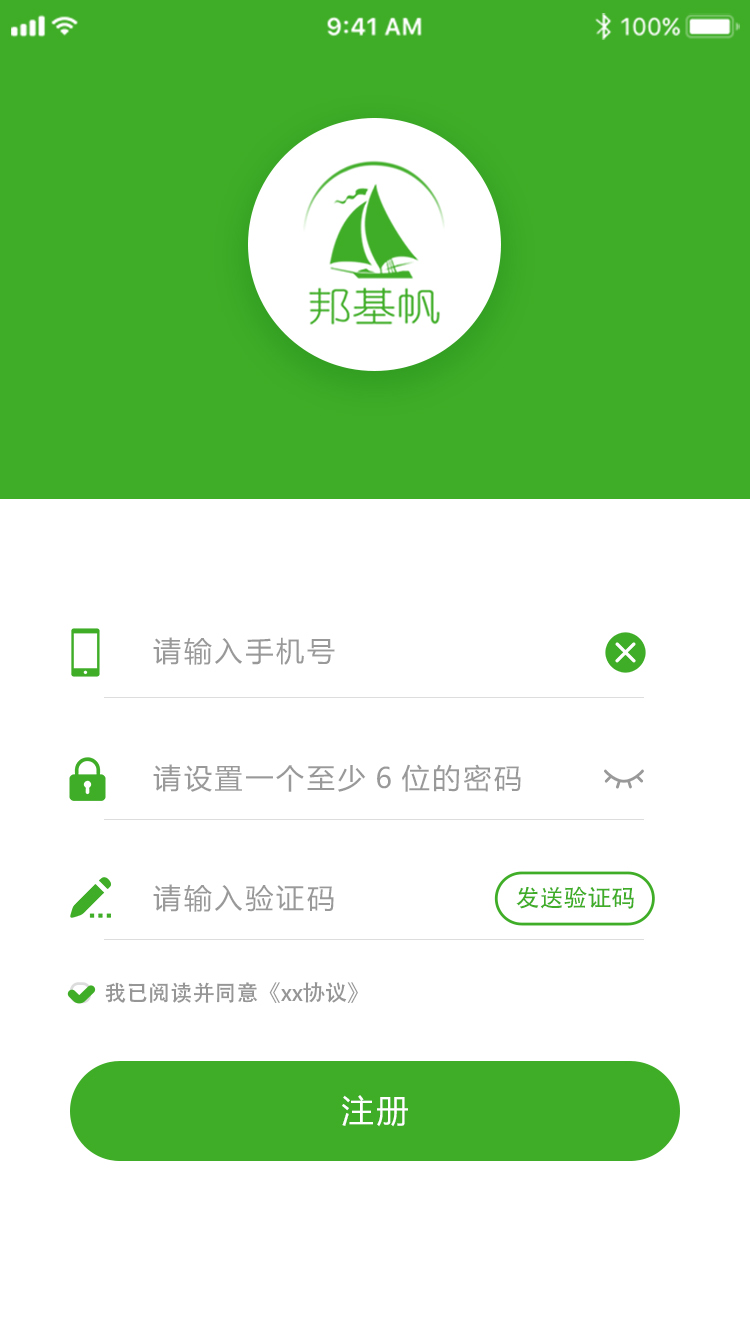 9:41 AM 100%
邦基帆
请输入手机号
请设置一个至少 6 位的密码
请输入验证码 发送验证码
我已阅读并同意《xx协议》
注册